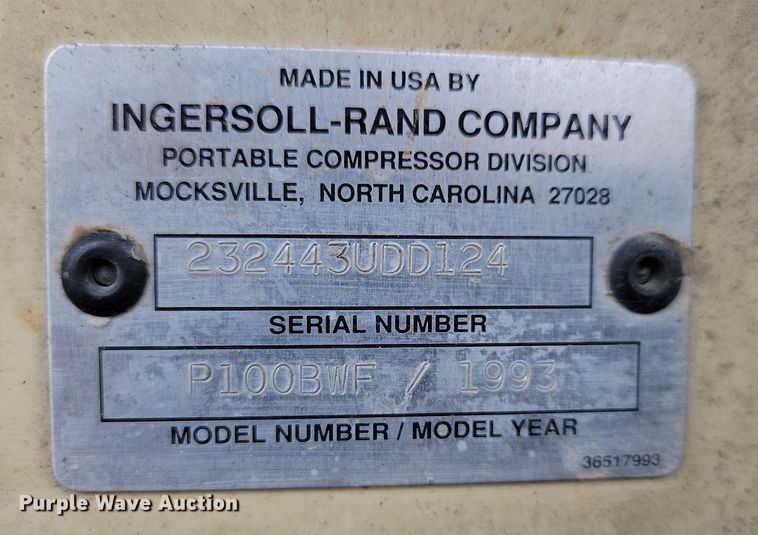 MADE IN USA BY
INGERSOLL-RAND COMPANY
PORTABLE COMPRESSOR DIVISION
MOCKSVILLE, NORTH CAROLINA 27028
232443UDD124
SERIAL NUMBER
P100BWF / 1993
MODEL NUMBER / MODEL YEAR
36517993
Purple Wave Auction